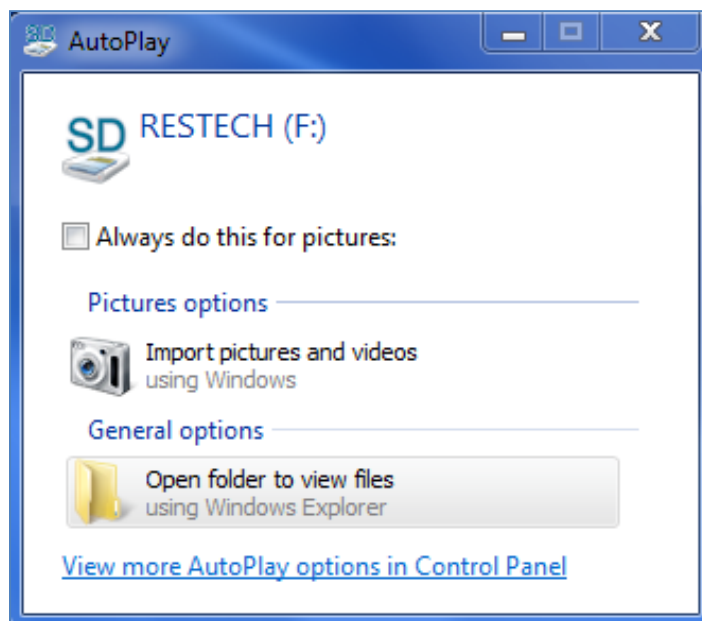 AutoPlay
SD RESTECH (F:)
Always do this for pictures:
Pictures options
Import pictures and videos
using Windows
General options
Open folder to view files
using Windows Explorer
View more AutoPlay options in Control Panel